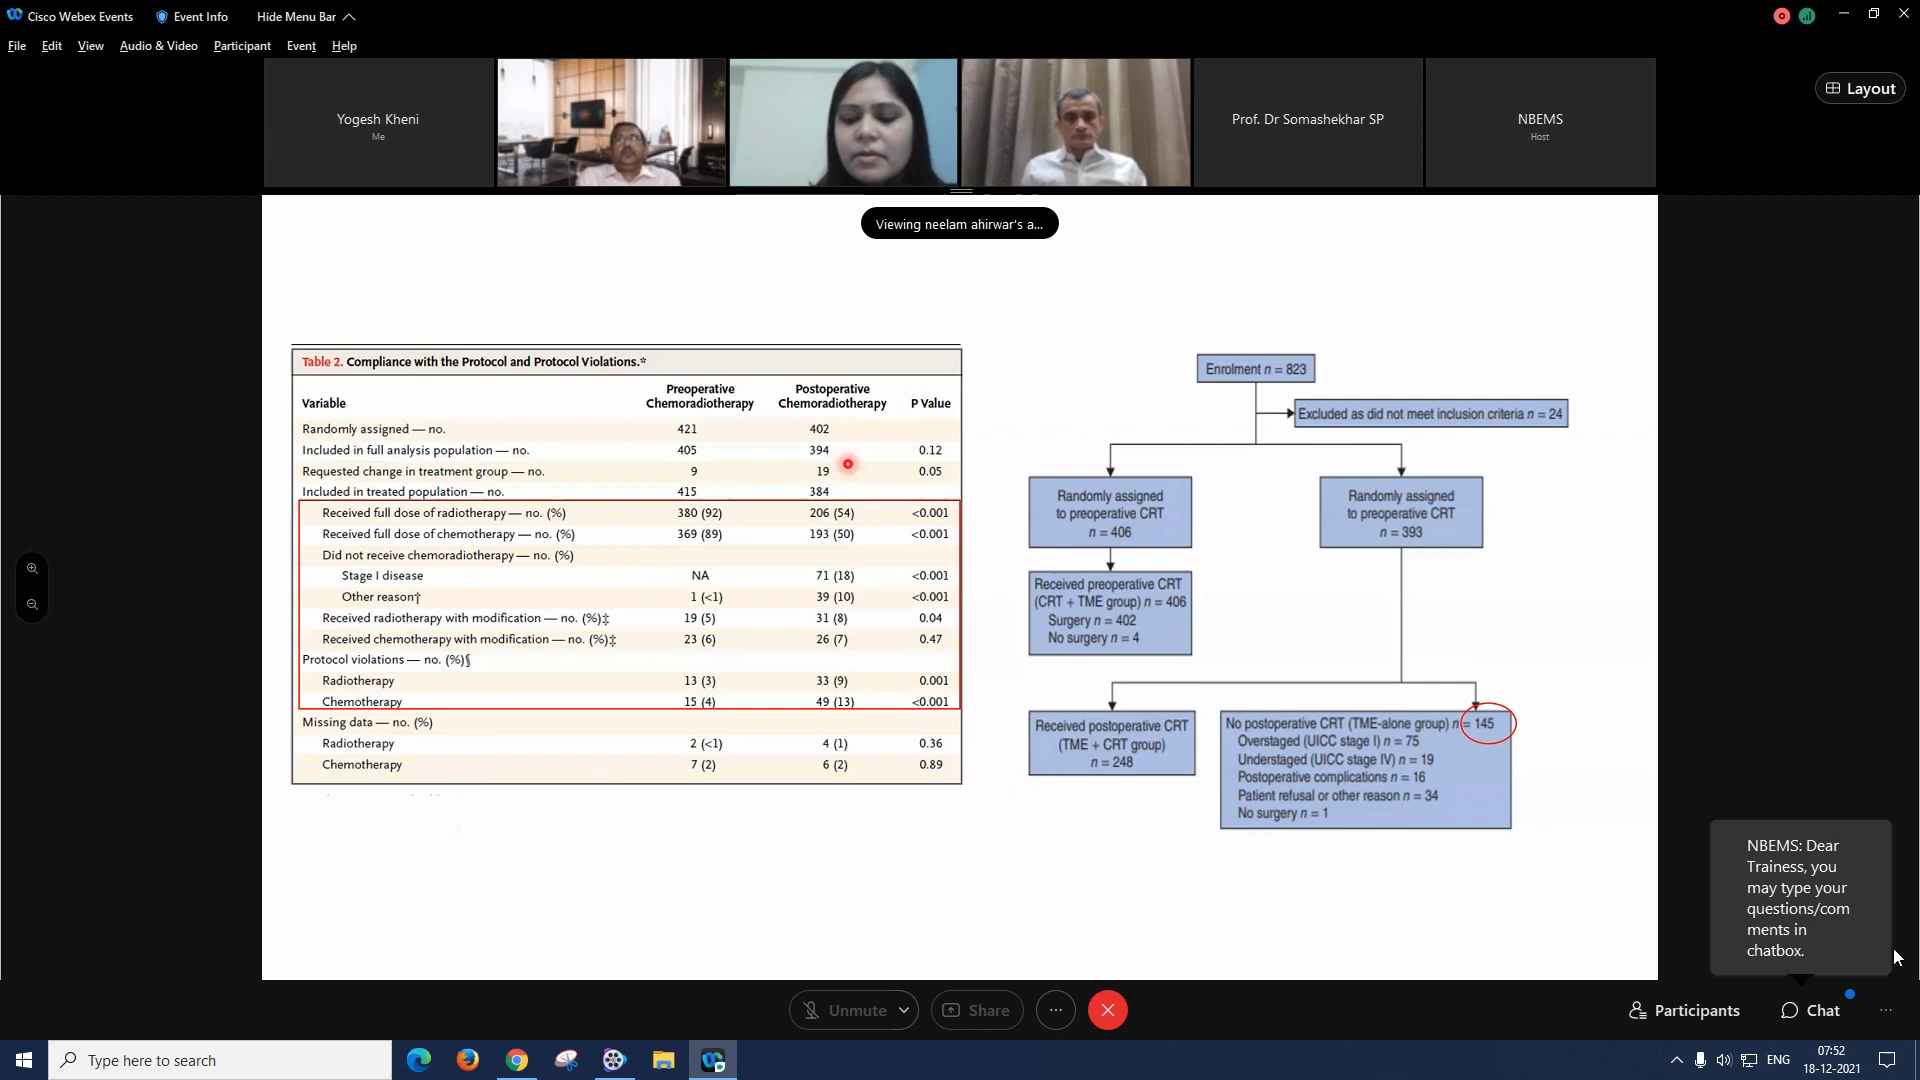 Cisco Webex Events
Event Info
Hide Menu Bar
File Edit View Audio & Video Participant Event Help
Layout
Yogesh Kheni
Me
Prof. Dr Somashekhar SP
NBEMS
Host
Viewing neelam ahirwar's a...
Table 2. Compliance with the Protocol and Protocol Violations.*
Variable Preoperative Chemoradiotherapy Postoperative Chemoradiotherapy P Value
Randomly assigned — no. 421 402
Included in full analysis population — no. 405 394 0.12
Requested change in treatment group — no. 9 19 0.05
Included in treated population — no. 415 384
Received full dose of radiotherapy — no. (%) 380 (92) 206 (54) <0.001
Received full dose of chemotherapy — no. (%) 369 (89) 193 (50) <0.001
Did not receive chemoradiotherapy — no. (%)
Stage I disease NA 71 (18) <0.001
Other reason† 1 (<1) 39 (10) <0.001
Received radiotherapy with modification — no. (%)‡ 19 (5) 31 (8) 0.04
Received chemotherapy with modification — no. (%)‡ 23 (6) 26 (7) 0.47
Protocol violations — no. (%)§
Radiotherapy 13 (3) 33 (9) 0.001
Chemotherapy 15 (4) 49 (13) <0.001
Missing data — no. (%)
Radiotherapy 2 (<1) 4 (1) 0.36
Chemotherapy 7 (2) 6 (2) 0.89
Enrolment n = 823
Excluded as did not meet inclusion criteria n = 24
Randomly assigned
to preoperative CRT
n = 406
Randomly assigned
to preoperative CRT
n = 393
Received preoperative CRT
(CRT + TME group) n = 406
Surgery = 402
No surgery n = 4
Received postoperative CRT
(TME + CRT group)
n = 248
No postoperative CRT (TME-alone group) n = 145
Overstaged (UICC stage I) n = 75
Understaged (UICC stage IV) n = 19
Postoperative complications n = 16
Patient refusal or other reason n = 34
No surgery n = 1
NBEMS: Dear
Trainess, you
may type your
questions/com
ments in
chatbox.
Unmute
Share
Participants
Chat
Type here to search
ENG
07:52
18-12-2021